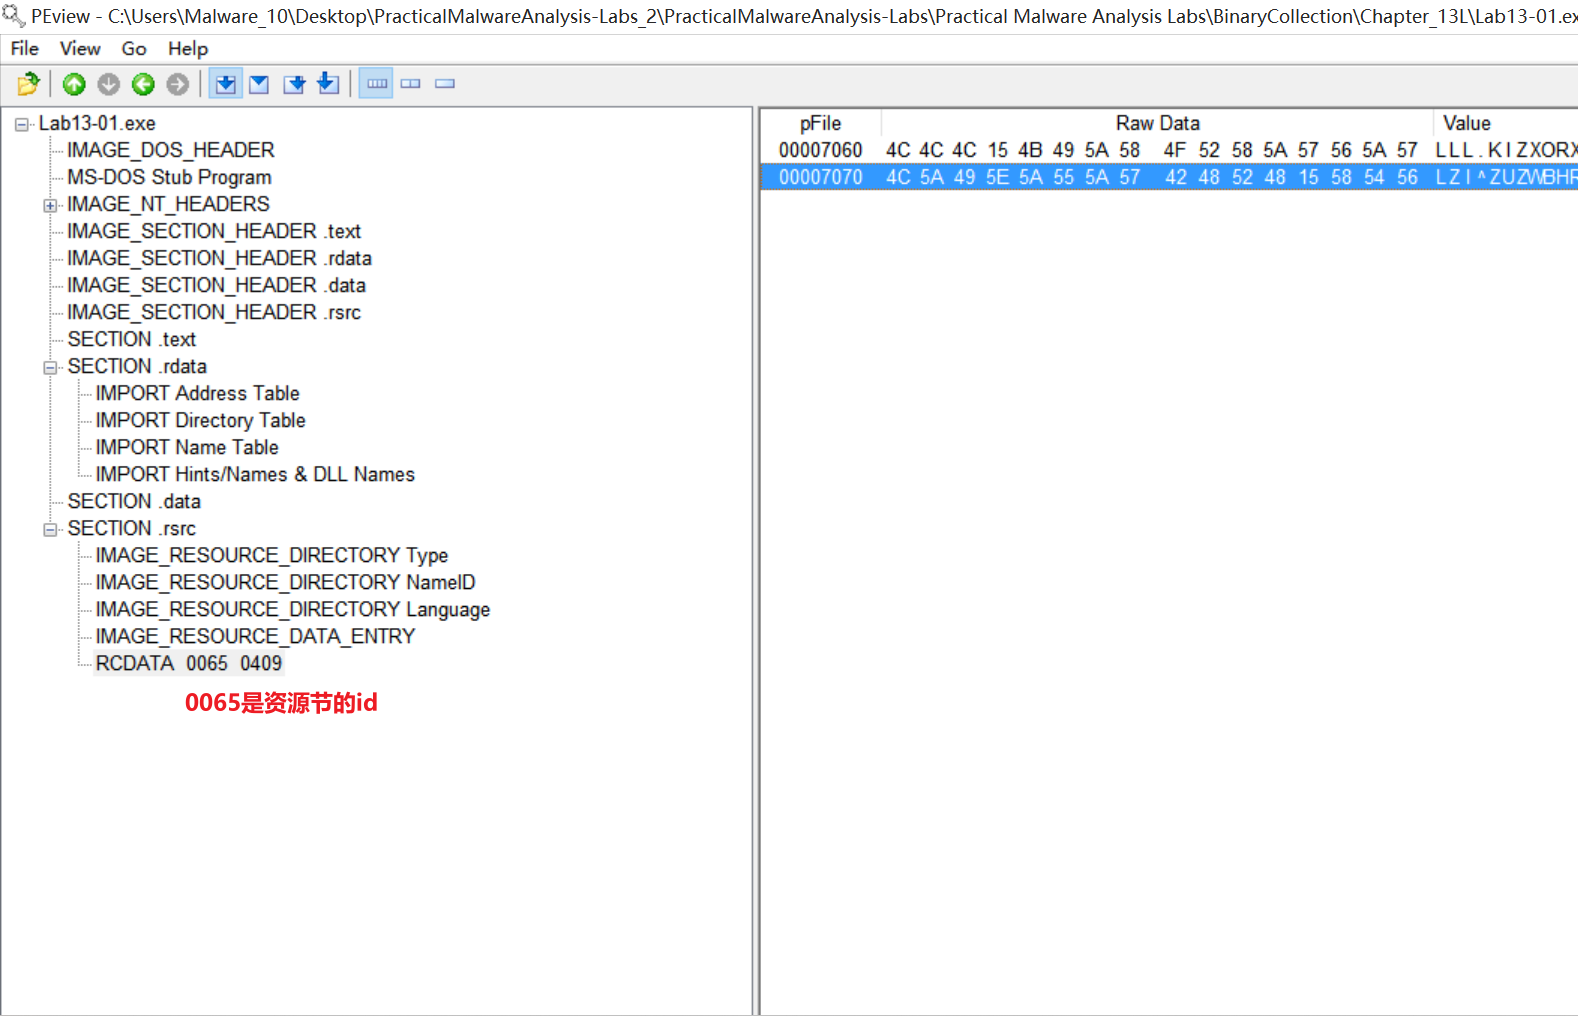 PEview - C:\Users\Malware_10\Desktop\PracticalMalwareAnalysis-Labs_2\PracticalMalwareAnalysis-Labs\Practical Malware Analysis Labs\BinaryCollection\Chapter_13L\Lab13-01.ex
File View Go Help
Lab13-01.exe
IMAGE_DOS_HEADER
MS-DOS Stub Program
IMAGE_NT_HEADERS
IMAGE_SECTION_HEADER .text
IMAGE_SECTION_HEADER .rdata
IMAGE_SECTION_HEADER .data
IMAGE_SECTION_HEADER .rsrc
SECTION .text
SECTION .rdata
IMPORT Address Table
IMPORT Directory Table
IMPORT Name Table
IMPORT Hints/Names & DLL Names
SECTION .data
SECTION .rsrc
IMAGE_RESOURCE_DIRECTORY Type
IMAGE_RESOURCE_DIRECTORY NameID
IMAGE_RESOURCE_DIRECTORY Language
IMAGE_RESOURCE_DATA_ENTRY
RCDATA 0065 0409
0065是资源节的id
pFile Raw Data Value
00007060 4C 4C 4C 15 4B 49 5A 58 4F 52 58 5A 57 56 5A 57 LLL.KIZXORX
00007070 4C 5A 49 5E 5A 55 5A 57 42 48 52 48 15 58 54 56 LZI^ZUZWBHR